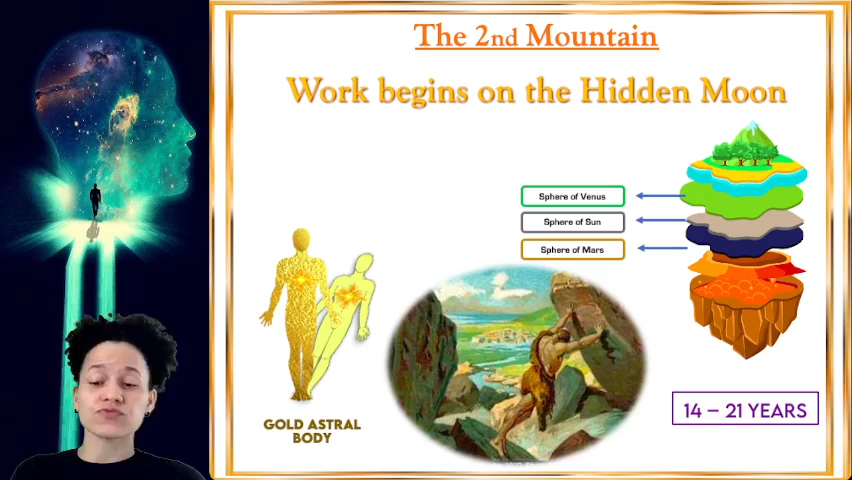 The 2nd Mountain
Work begins on the Hidden Moon
Sphere of Venus
Sphere of Sun
Sphere of Mars
GOLD ASTRAL
BODY
14 – 21 YEARS